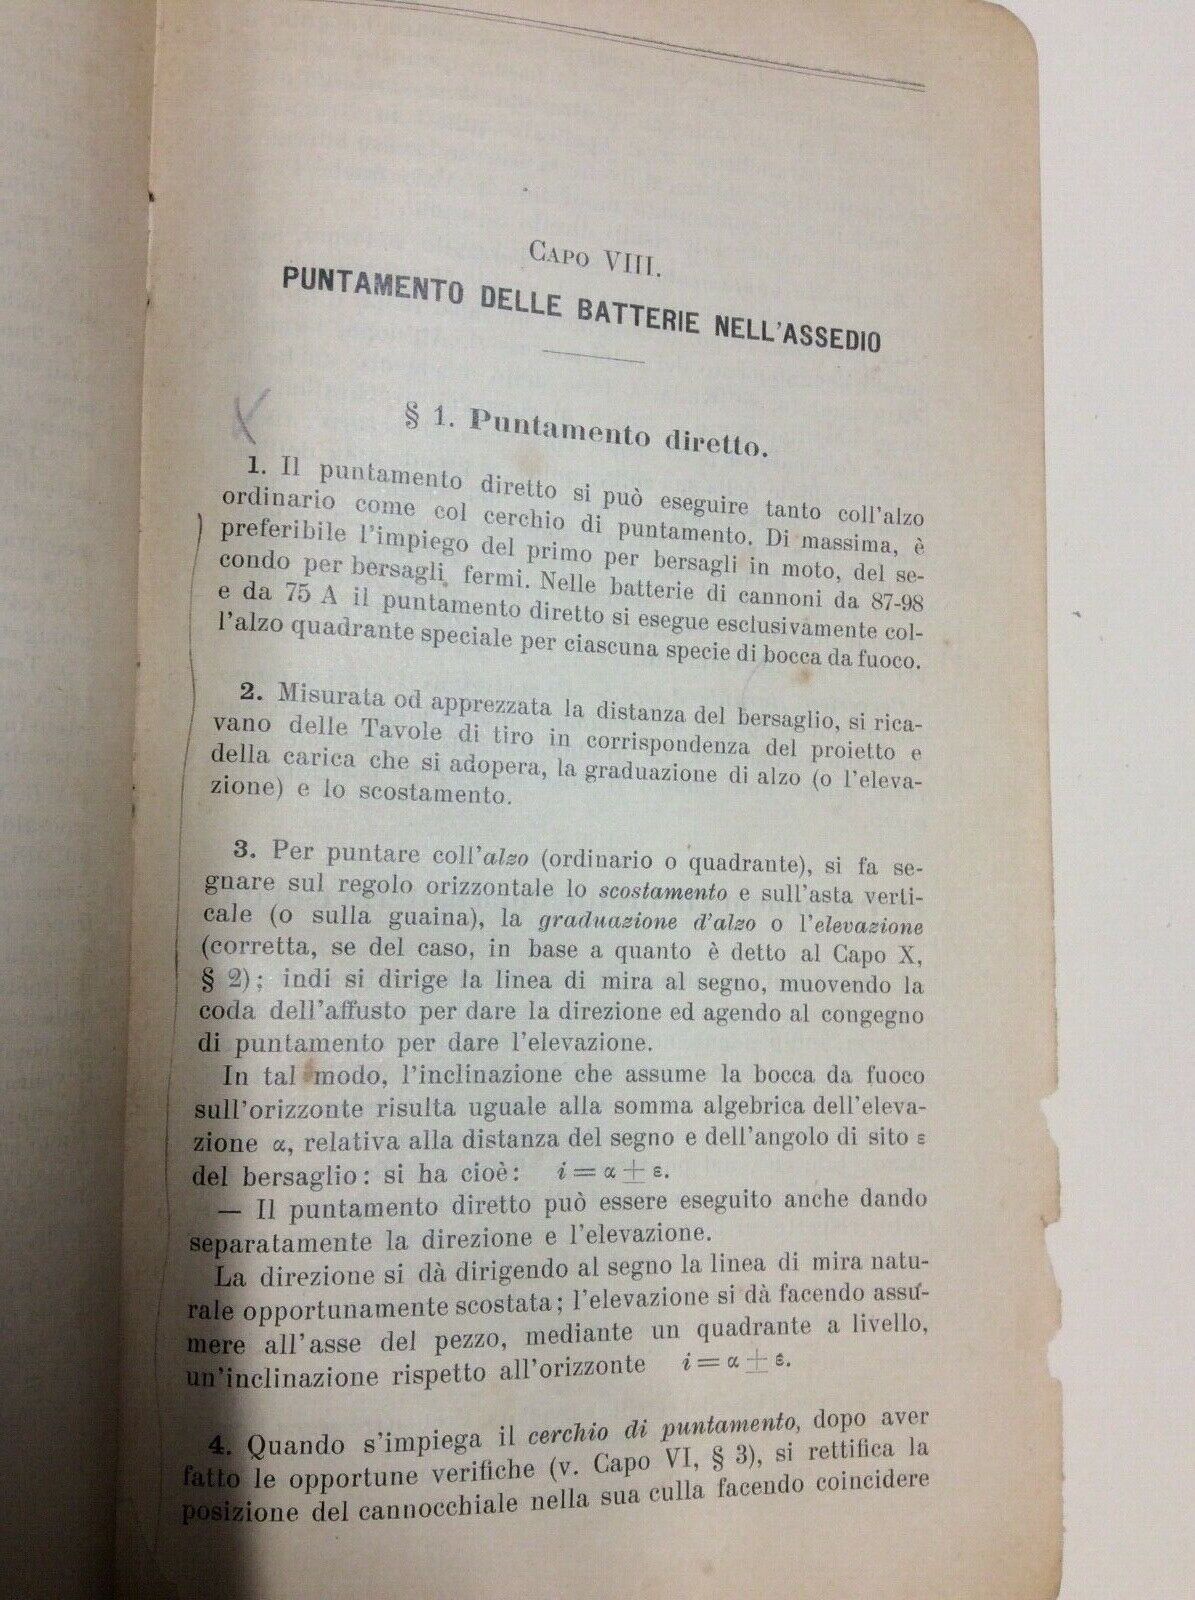 CAPO VIII.
PUNTAMENTO DELLE BATTERIE NELL'ASSEDIO
§ 1. Puntamento diretto.
1. Il puntamento diretto si può eseguire tanto coll'alzo
ordinario come col cerchio di puntamento. Di massima, è
preferibile l'impiego del primo per bersagli in moto, del se-
condo per bersagli fermi. Nelle batterie di cannoni da 87-98
e da 75 A il puntamento diretto si esegue esclusivamente col-
l'alzo quadrante speciale per ciascuna specie di bocca da fuoco.
2. Misurata od apprezzata la distanza del bersaglio, si rica-
vano delle Tavole di tiro in corrispondenza del proietto e
della carica che si adopera, la graduazione di alzo (o l'eleva-
zione) e lo scostamento.
3. Per puntare coll'alzo (ordinario o quadrante), si fa se-
gnare sul regolo orizzontale lo scostamento e sull'asta verti-
cale (o sulla guaina), la graduazione d'alzo o l'elevazione
(corretta, se del caso, in base a quanto è detto al Capo X,
§ 2); indi si dirige la linea di mira al segno, muovendo la
coda dell'affusto per dare la direzione ed agendo al congegno
di puntamento per dare l'elevazione.
In tal modo, l'inclinazione che assume la bocca da fuoco
sull'orizzonte risulta uguale alla somma algebrica dell'eleva-
zione α, relativa alla distanza del segno e dell'angolo di sito ε
del bersaglio: si ha cioè: i = α ± ε.
— Il puntamento diretto può essere eseguito anche dando
separatamente la direzione e l'elevazione.
La direzione si dà dirigendo al segno la linea di mira natu-
rale opportunamente scostata; l'elevazione si dà facendo assu-
mere all'asse del pezzo, mediante un quadrante a livello,
un'inclinazione rispetto all'orizzonte i = α ± ε.
4. Quando s'impiega il cerchio di puntamento, dopo aver
fatto le opportune verifiche (v. Capo VI, § 3), si rettifica la
posizione del cannocchiale nella sua culla facendo coincidere